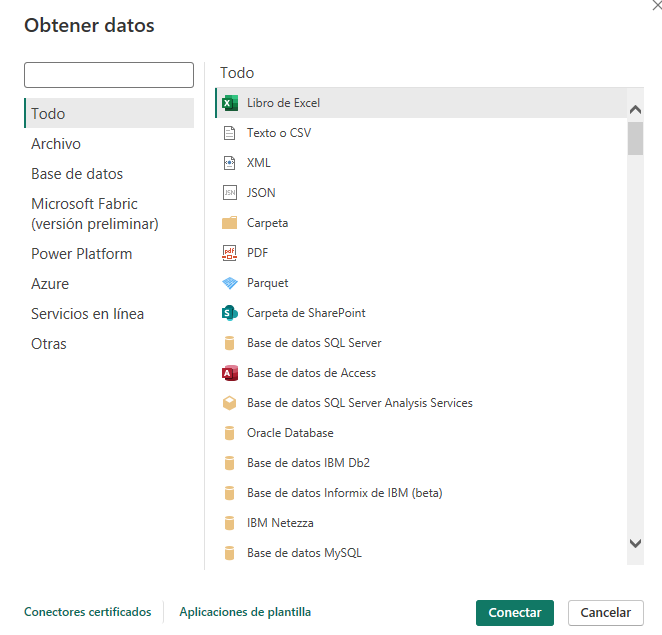 Obtener datos
Todo
Archivo
Base de datos
Microsoft Fabric
(versión preliminar)
Power Platform
Azure
Servicios en línea
Otras
Todo
Libro de Excel
Texto o CSV
XML
JSON
Carpeta
PDF
Parquet
Carpeta de SharePoint
Base de datos SQL Server
Base de datos de Access
Base de datos SQL Server Analysis Services
Oracle Database
Base de datos IBM Db2
Base de datos Informix de IBM (beta)
IBM Netezza
Base de datos MySQL
Conectores certificados
Aplicaciones de plantilla
Conectar
Cancelar